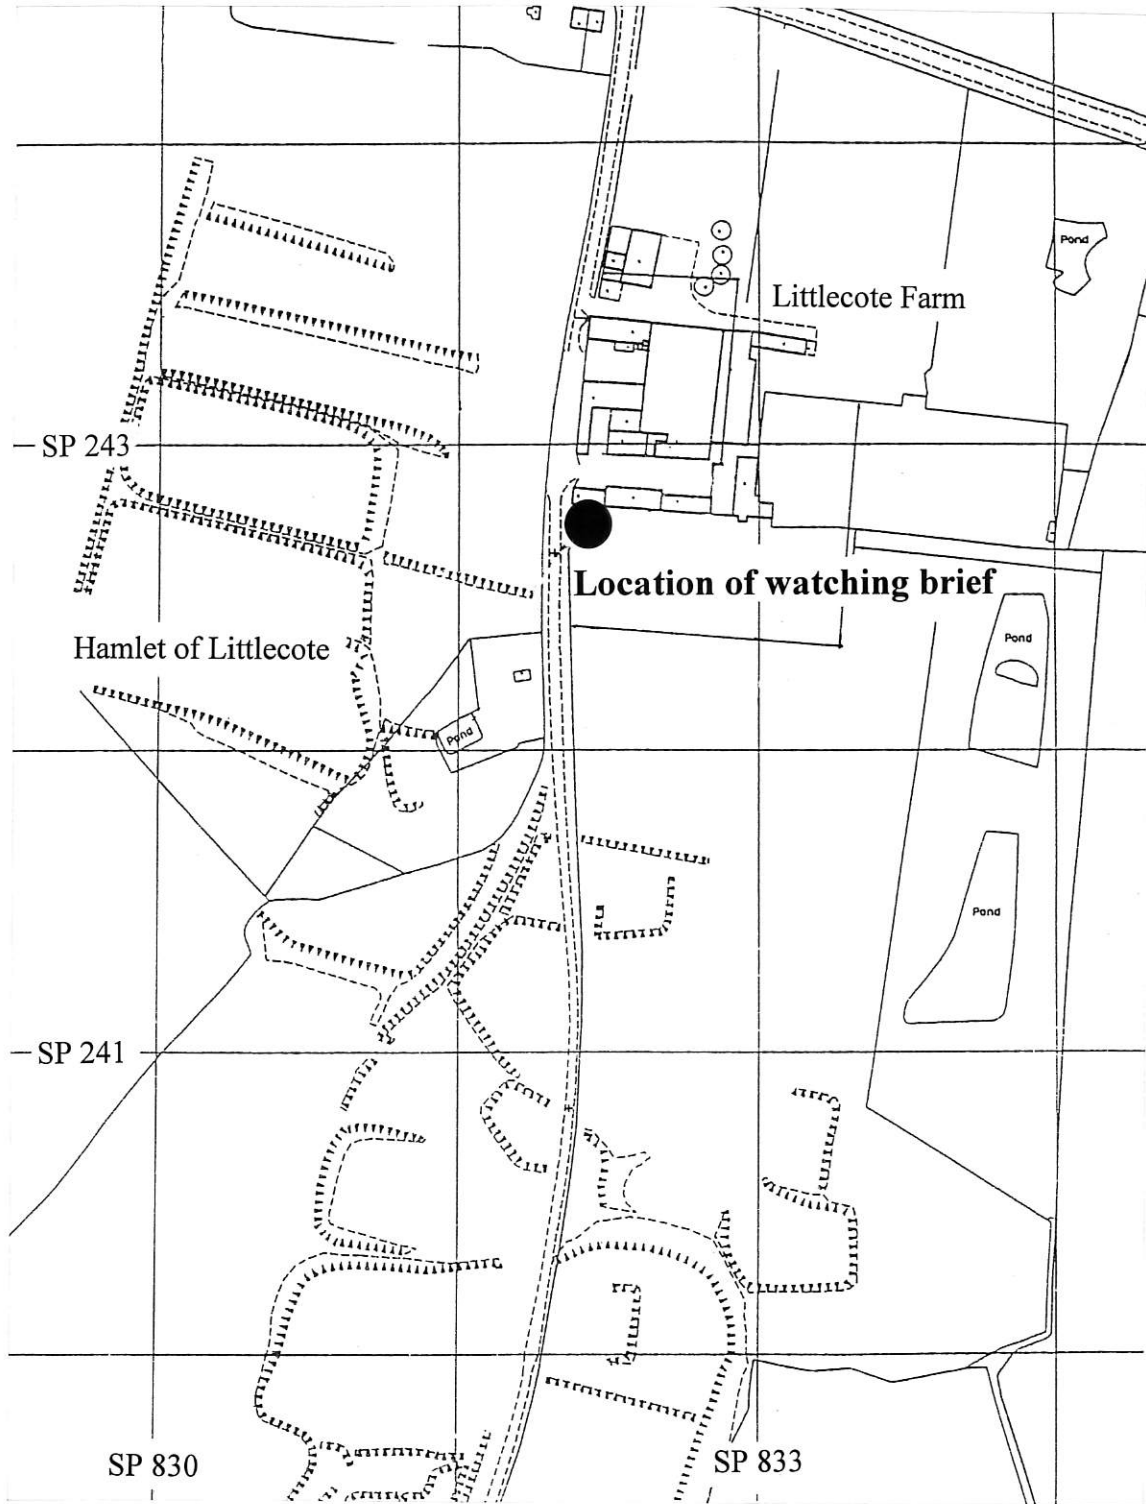 Pond
Littlecote Farm
SP 243
Location of watching brief
Pond
Hamlet of Littlecote
Pond
Pond
SP 241
SP 830
SP 833